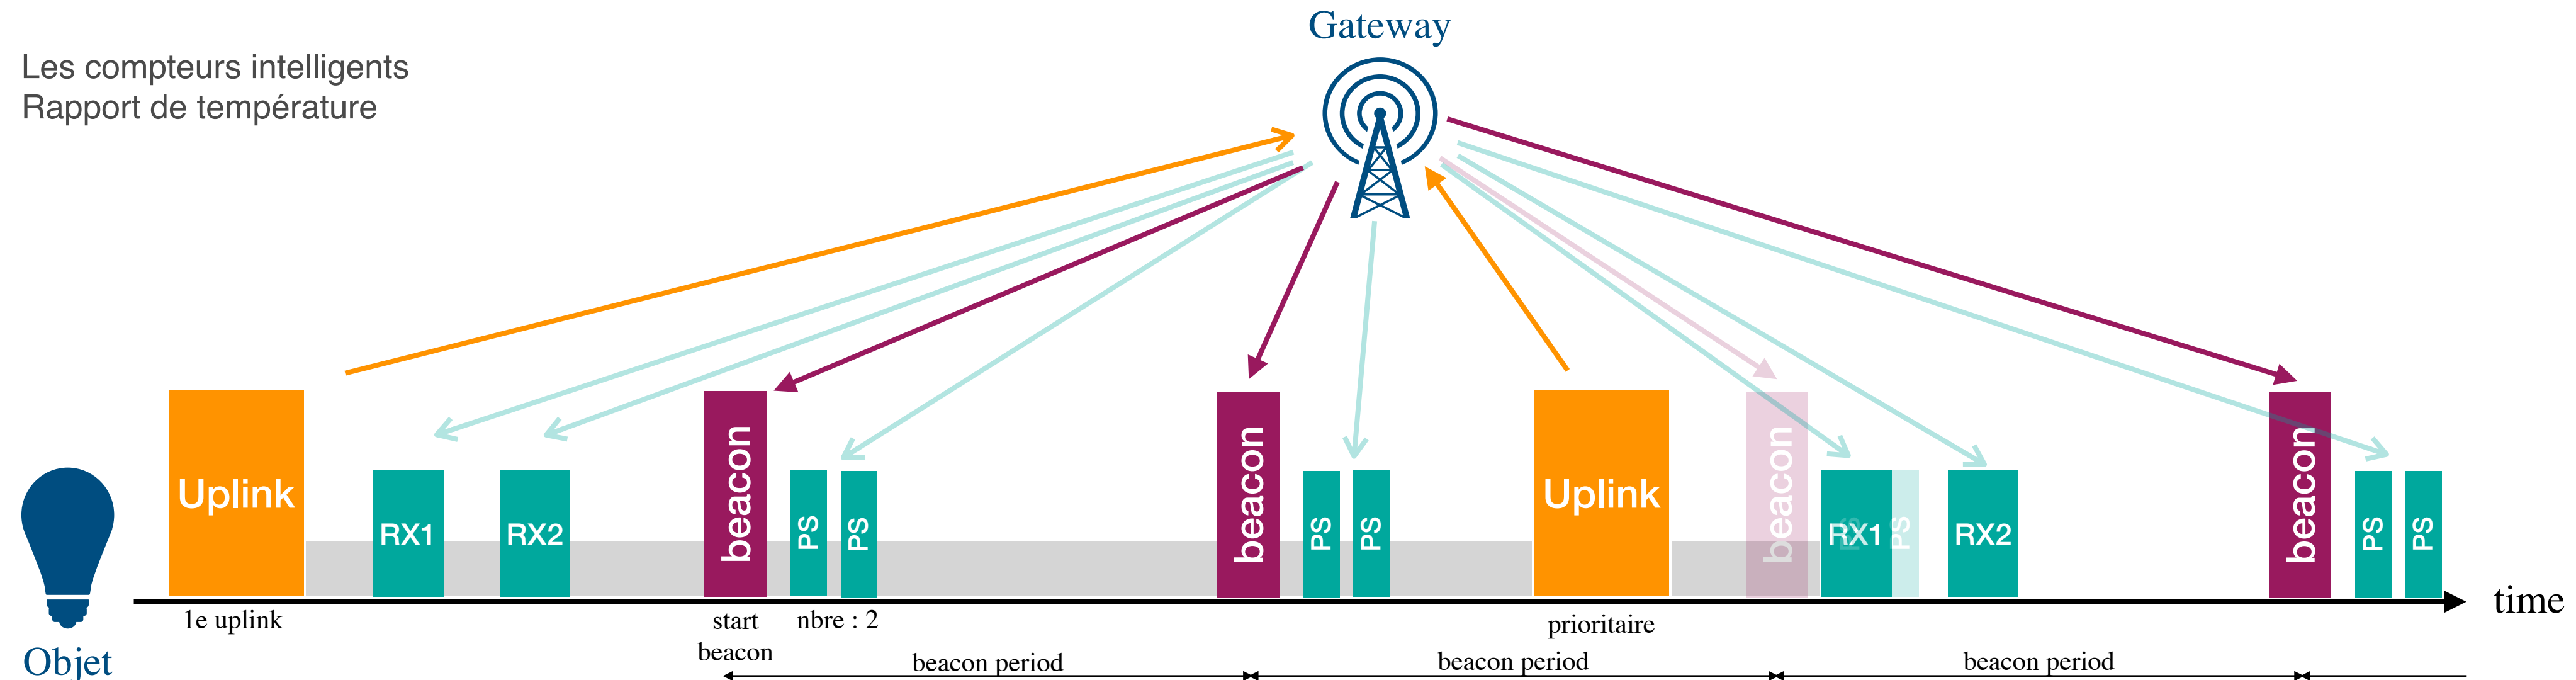 Gateway
Les compteurs intelligents
Rapport de température
Uplink
RX1
RX2
beacon
PS
PS
beacon
PS
PS
Uplink
beacon
RX1
PS
PS
RX2
beacon
PS
PS
time
1e uplink
start
beacon
nbre : 2
prioritaire
Objet
beacon period
beacon period
beacon period